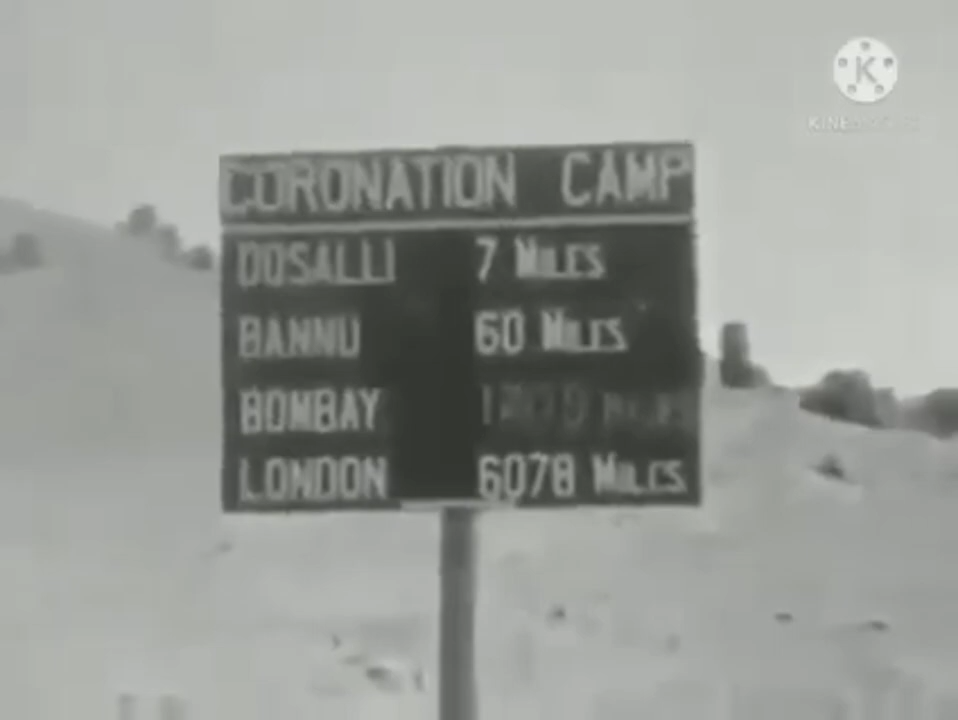 CORONATION CAMP
DOSALLI 7 MILES
BANNU 60 MILES
BOMBAY
LONDON 6078 MILES
K